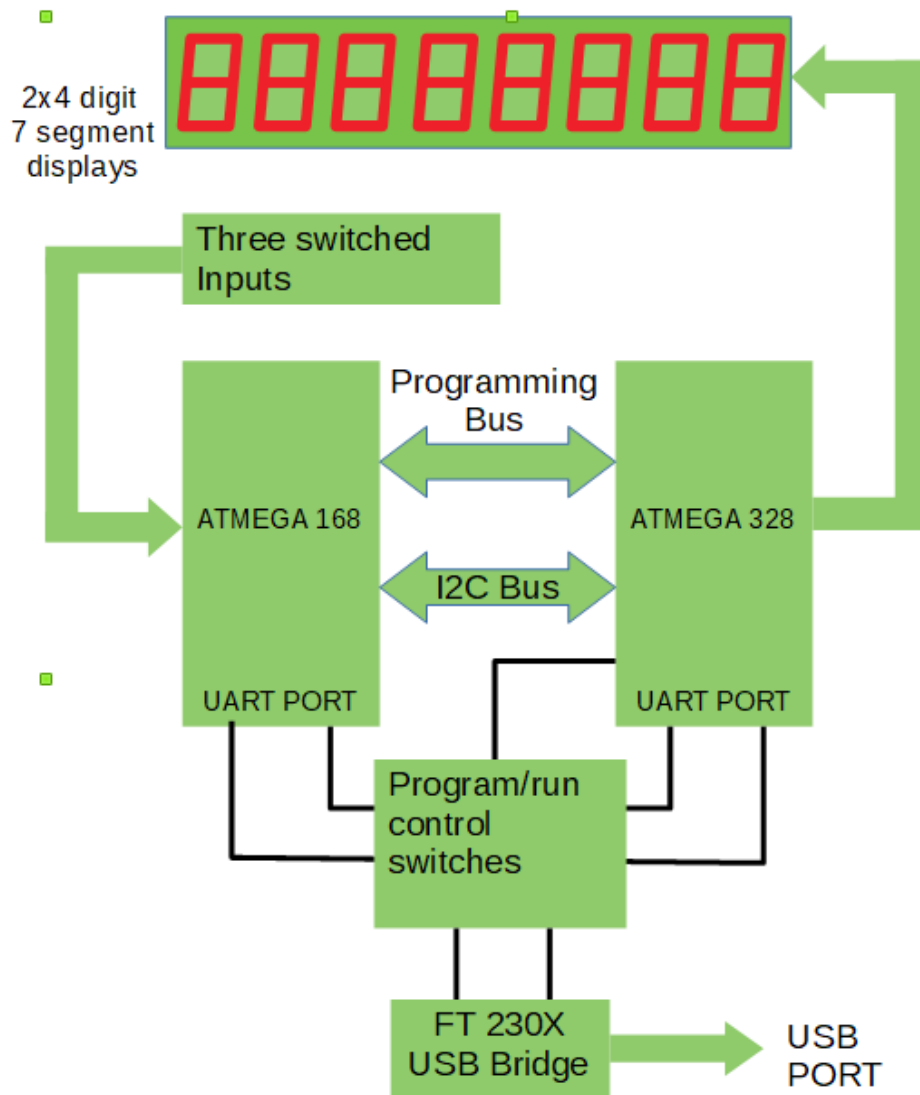 2x4 digit
7 segment
displays
Three switched
Inputs
Programming
Bus
ATMEGA 168
ATMEGA 328
I2C Bus
UART PORT
UART PORT
Program/run
control
switches
FT 230X
USB Bridge
USB
PORT